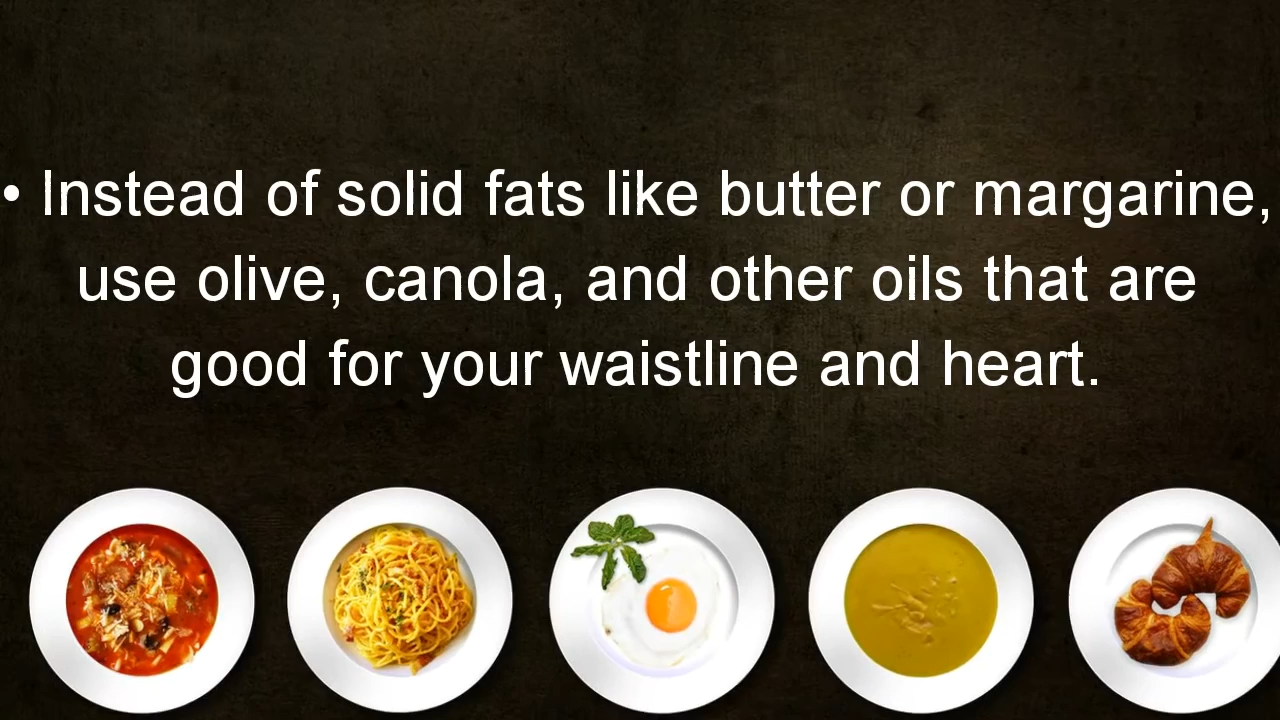 • Instead of solid fats like butter or margarine,
use olive, canola, and other oils that are
good for your waistline and heart.